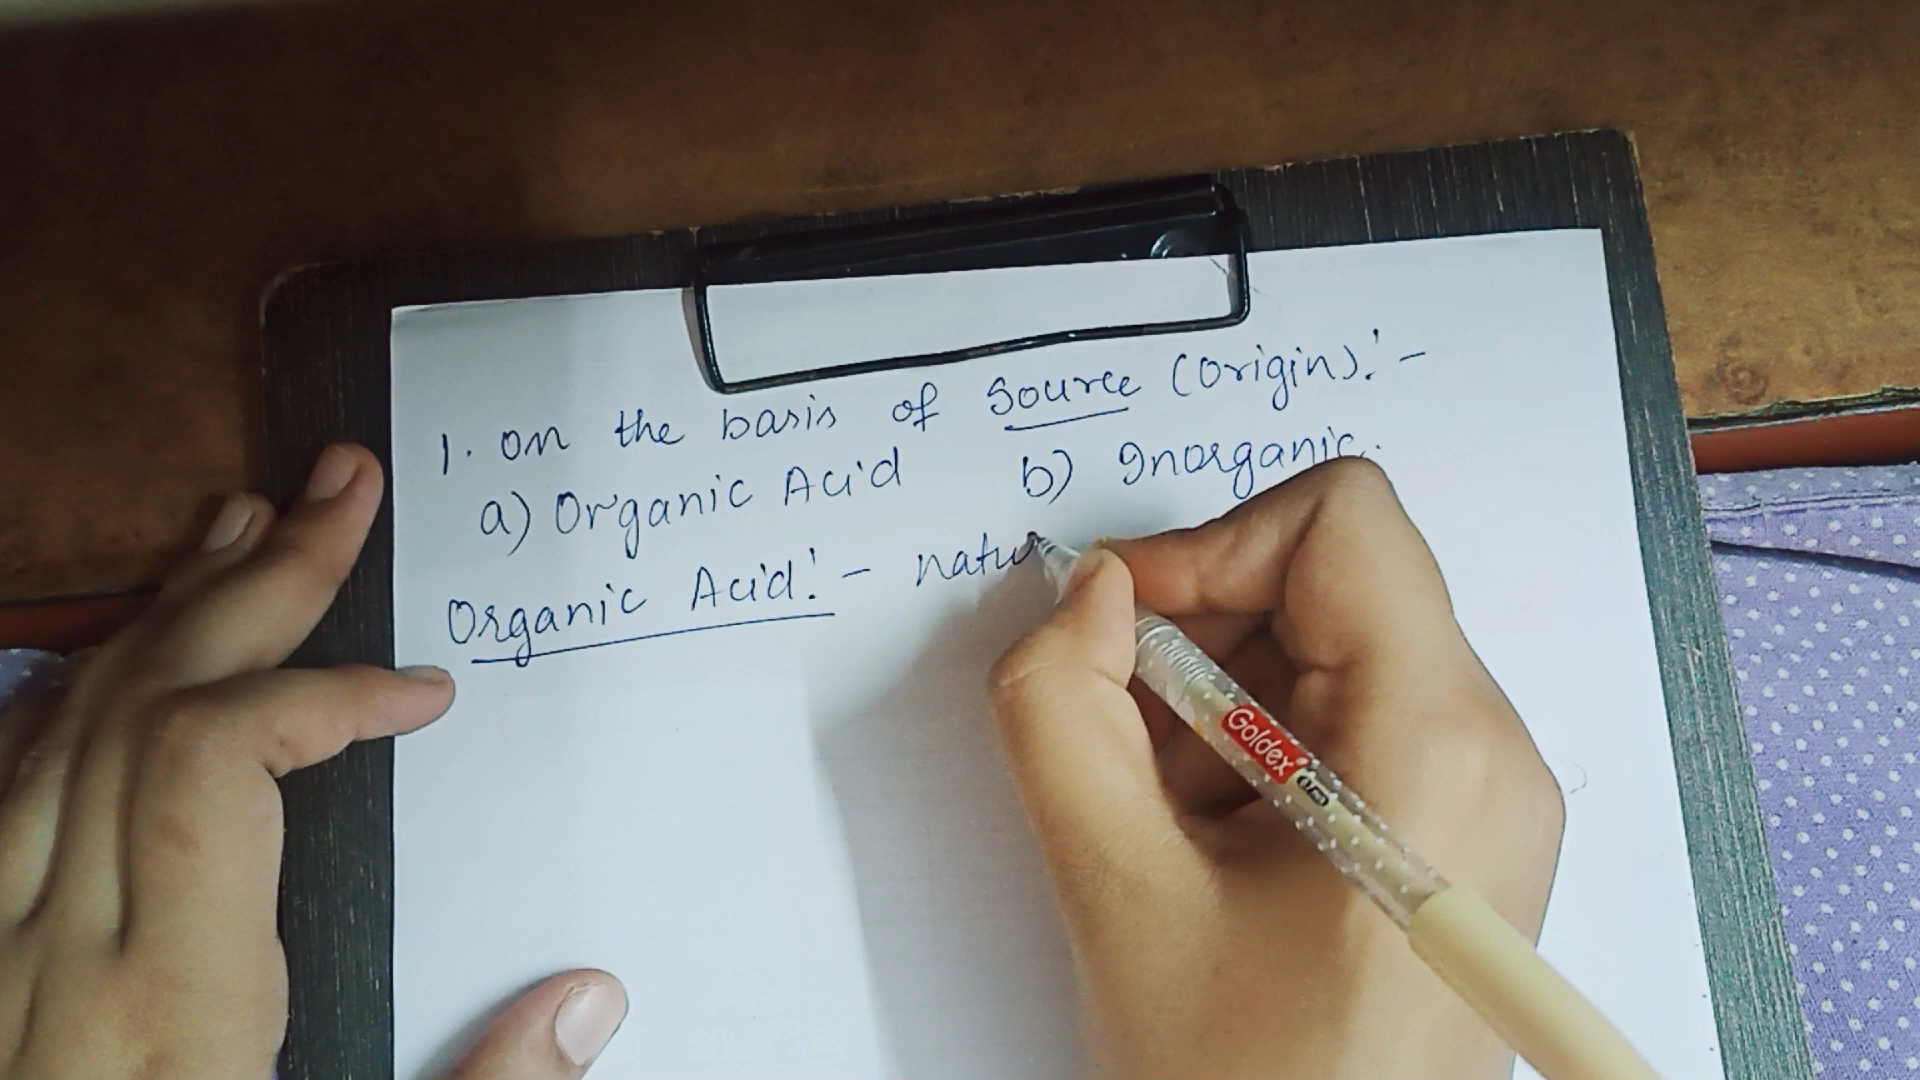 1. on the basis of Source (origin):-
a) Organic Acid b) Inorganic.
Organic Acid:- natu
Goldex